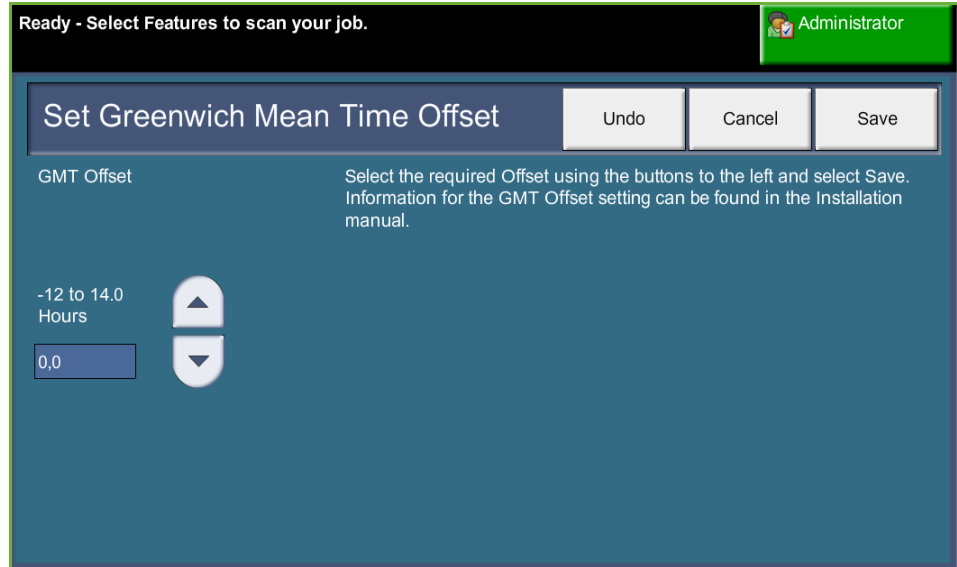 Ready - Select Features to scan your job.
Administrator
Set Greenwich Mean Time Offset
Undo
Cancel
Save
GMT Offset
Select the required Offset using the buttons to the left and select Save.
Information for the GMT Offset setting can be found in the Installation
manual.
-12 to 14.0
Hours
0,0